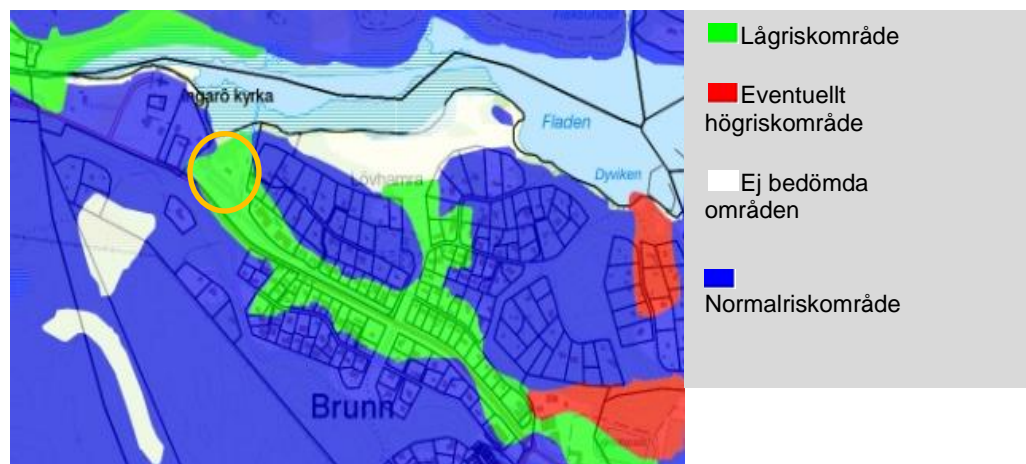 Ingarö kyrka
Fladen
Lövhamra
Dyviken
Brunn
Lågriskområde
Eventuellt
högriskområde
Ej bedömda
områden
Normalriskområde